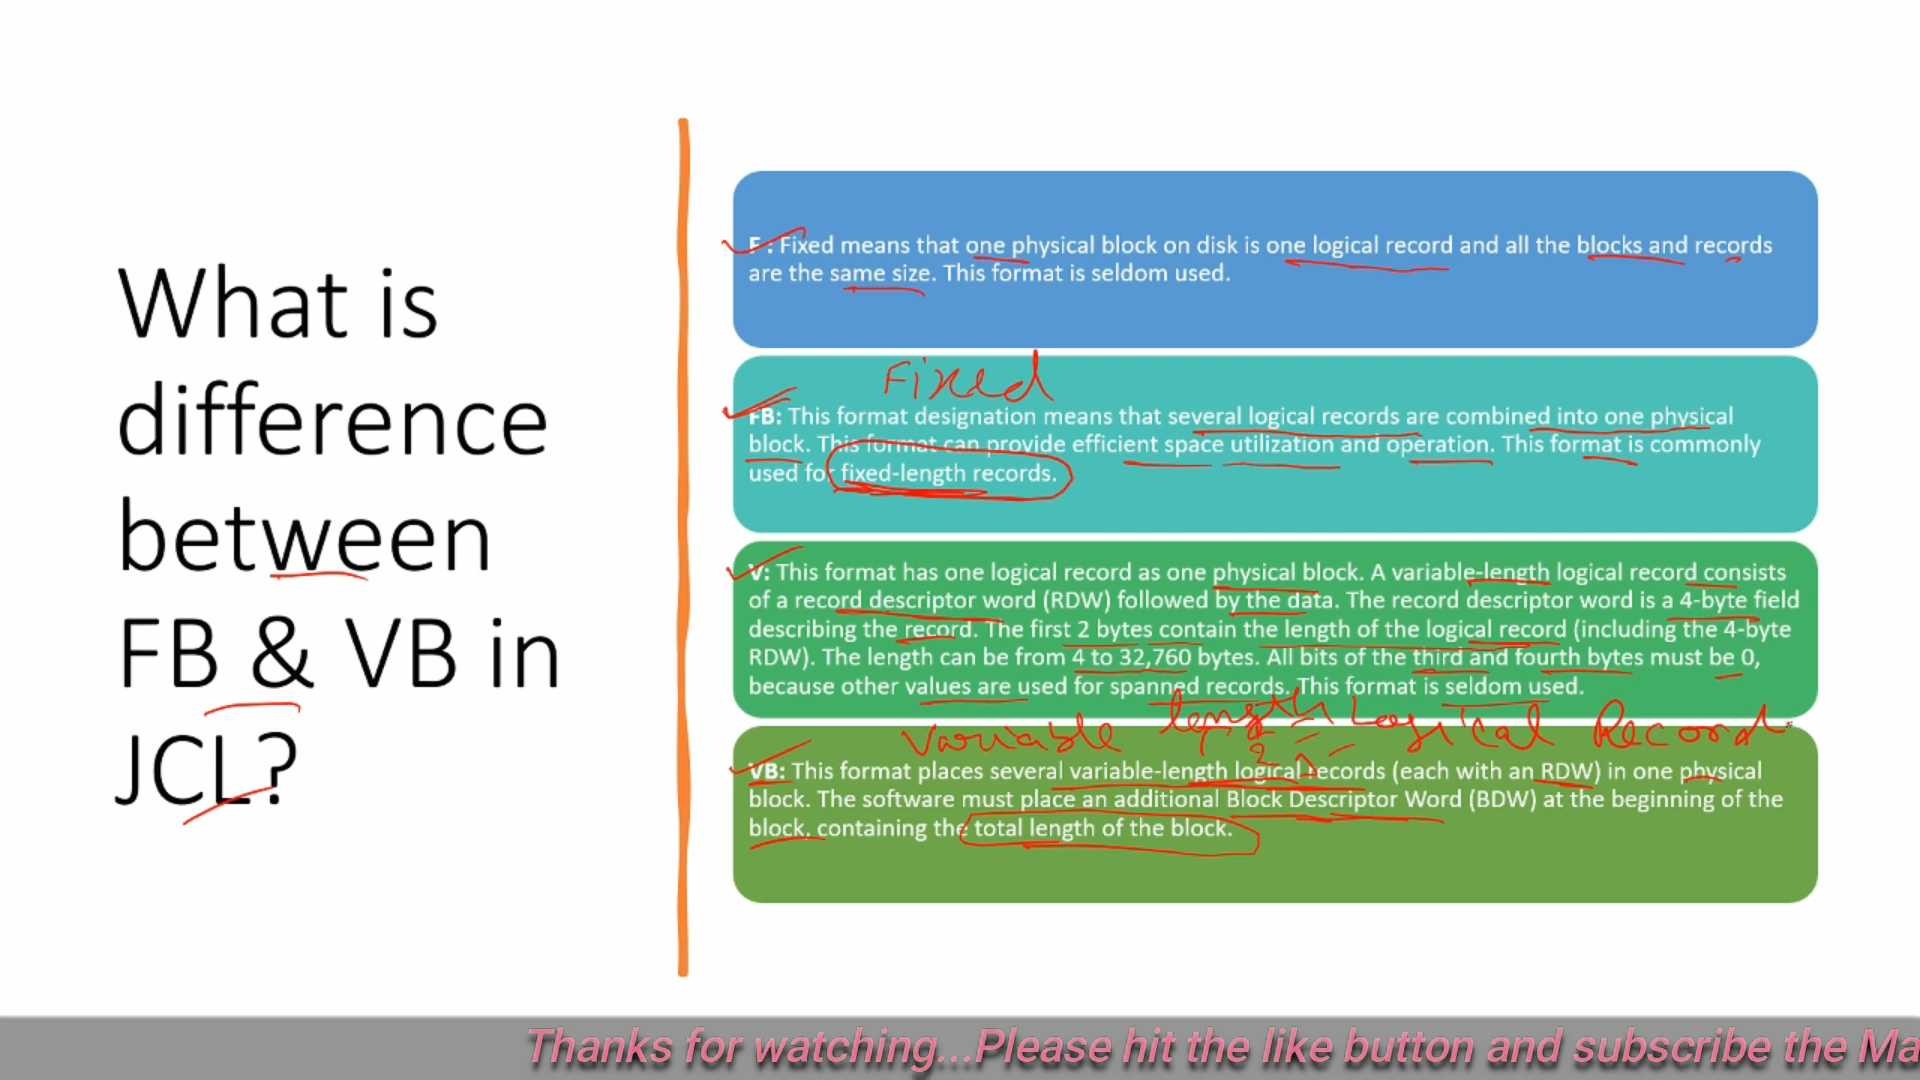 What is
difference
between
FB & VB in
JCL?
F : Fixed means that one physical block on disk is one logical record and all the blocks and records
are the same size. This format is seldom used.
Fixed
FB: This format designation means that several logical records are combined into one physical
block. This format can provide efficient space utilization and operation. This format is commonly
used for fixed-length records.
V: This format has one logical record as one physical block. A variable-length logical record consists
of a record descriptor word (RDW) followed by the data. The record descriptor word is a 4-byte field
describing the record. The first 2 bytes contain the length of the logical record (including the 4-byte
RDW). The length can be from 4 to 32,760 bytes. All bits of the third and fourth bytes must be 0,
because other values are used for spanned records. This format is seldom used.
Variable length Logical Record
VB: This format places several variable-length logical records (each with an RDW) in one physical
block. The software must place an additional Block Descriptor Word (BDW) at the beginning of the
block, containing the total length of the block.
Thanks for watching...Please hit the like button and subscribe the Ma